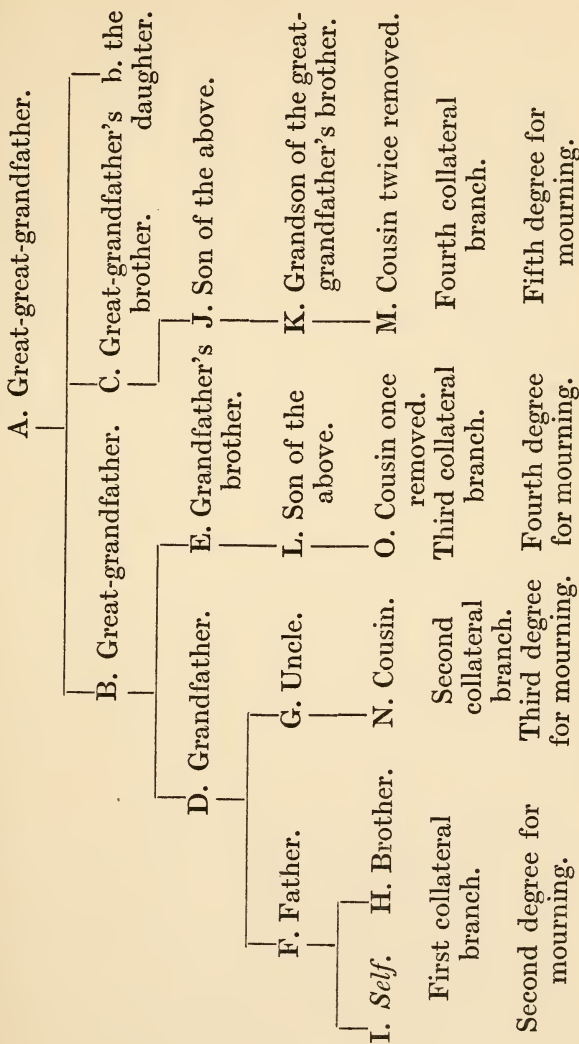 A. Great-great-grandfather.
B. Great-grandfather.
C. Great-grandfather's
brother.
b. the
daughter.
D. Grandfather.
E. Grandfather's
brother.
J. Son of the above.
F. Father.
G. Uncle.
L. Son of the
above.
K. Grandson of the great-
grandfather's brother.
I. Self.
H. Brother.
N. Cousin.
O. Cousin once
removed.
M. Cousin twice removed.
First collateral
branch.
Second
collateral
branch.
Third collateral
branch.
Fourth collateral
branch.
Second degree for
mourning.
Third degree
for mourning.
Fourth degree
for mourning.
Fifth degree for
mourning.